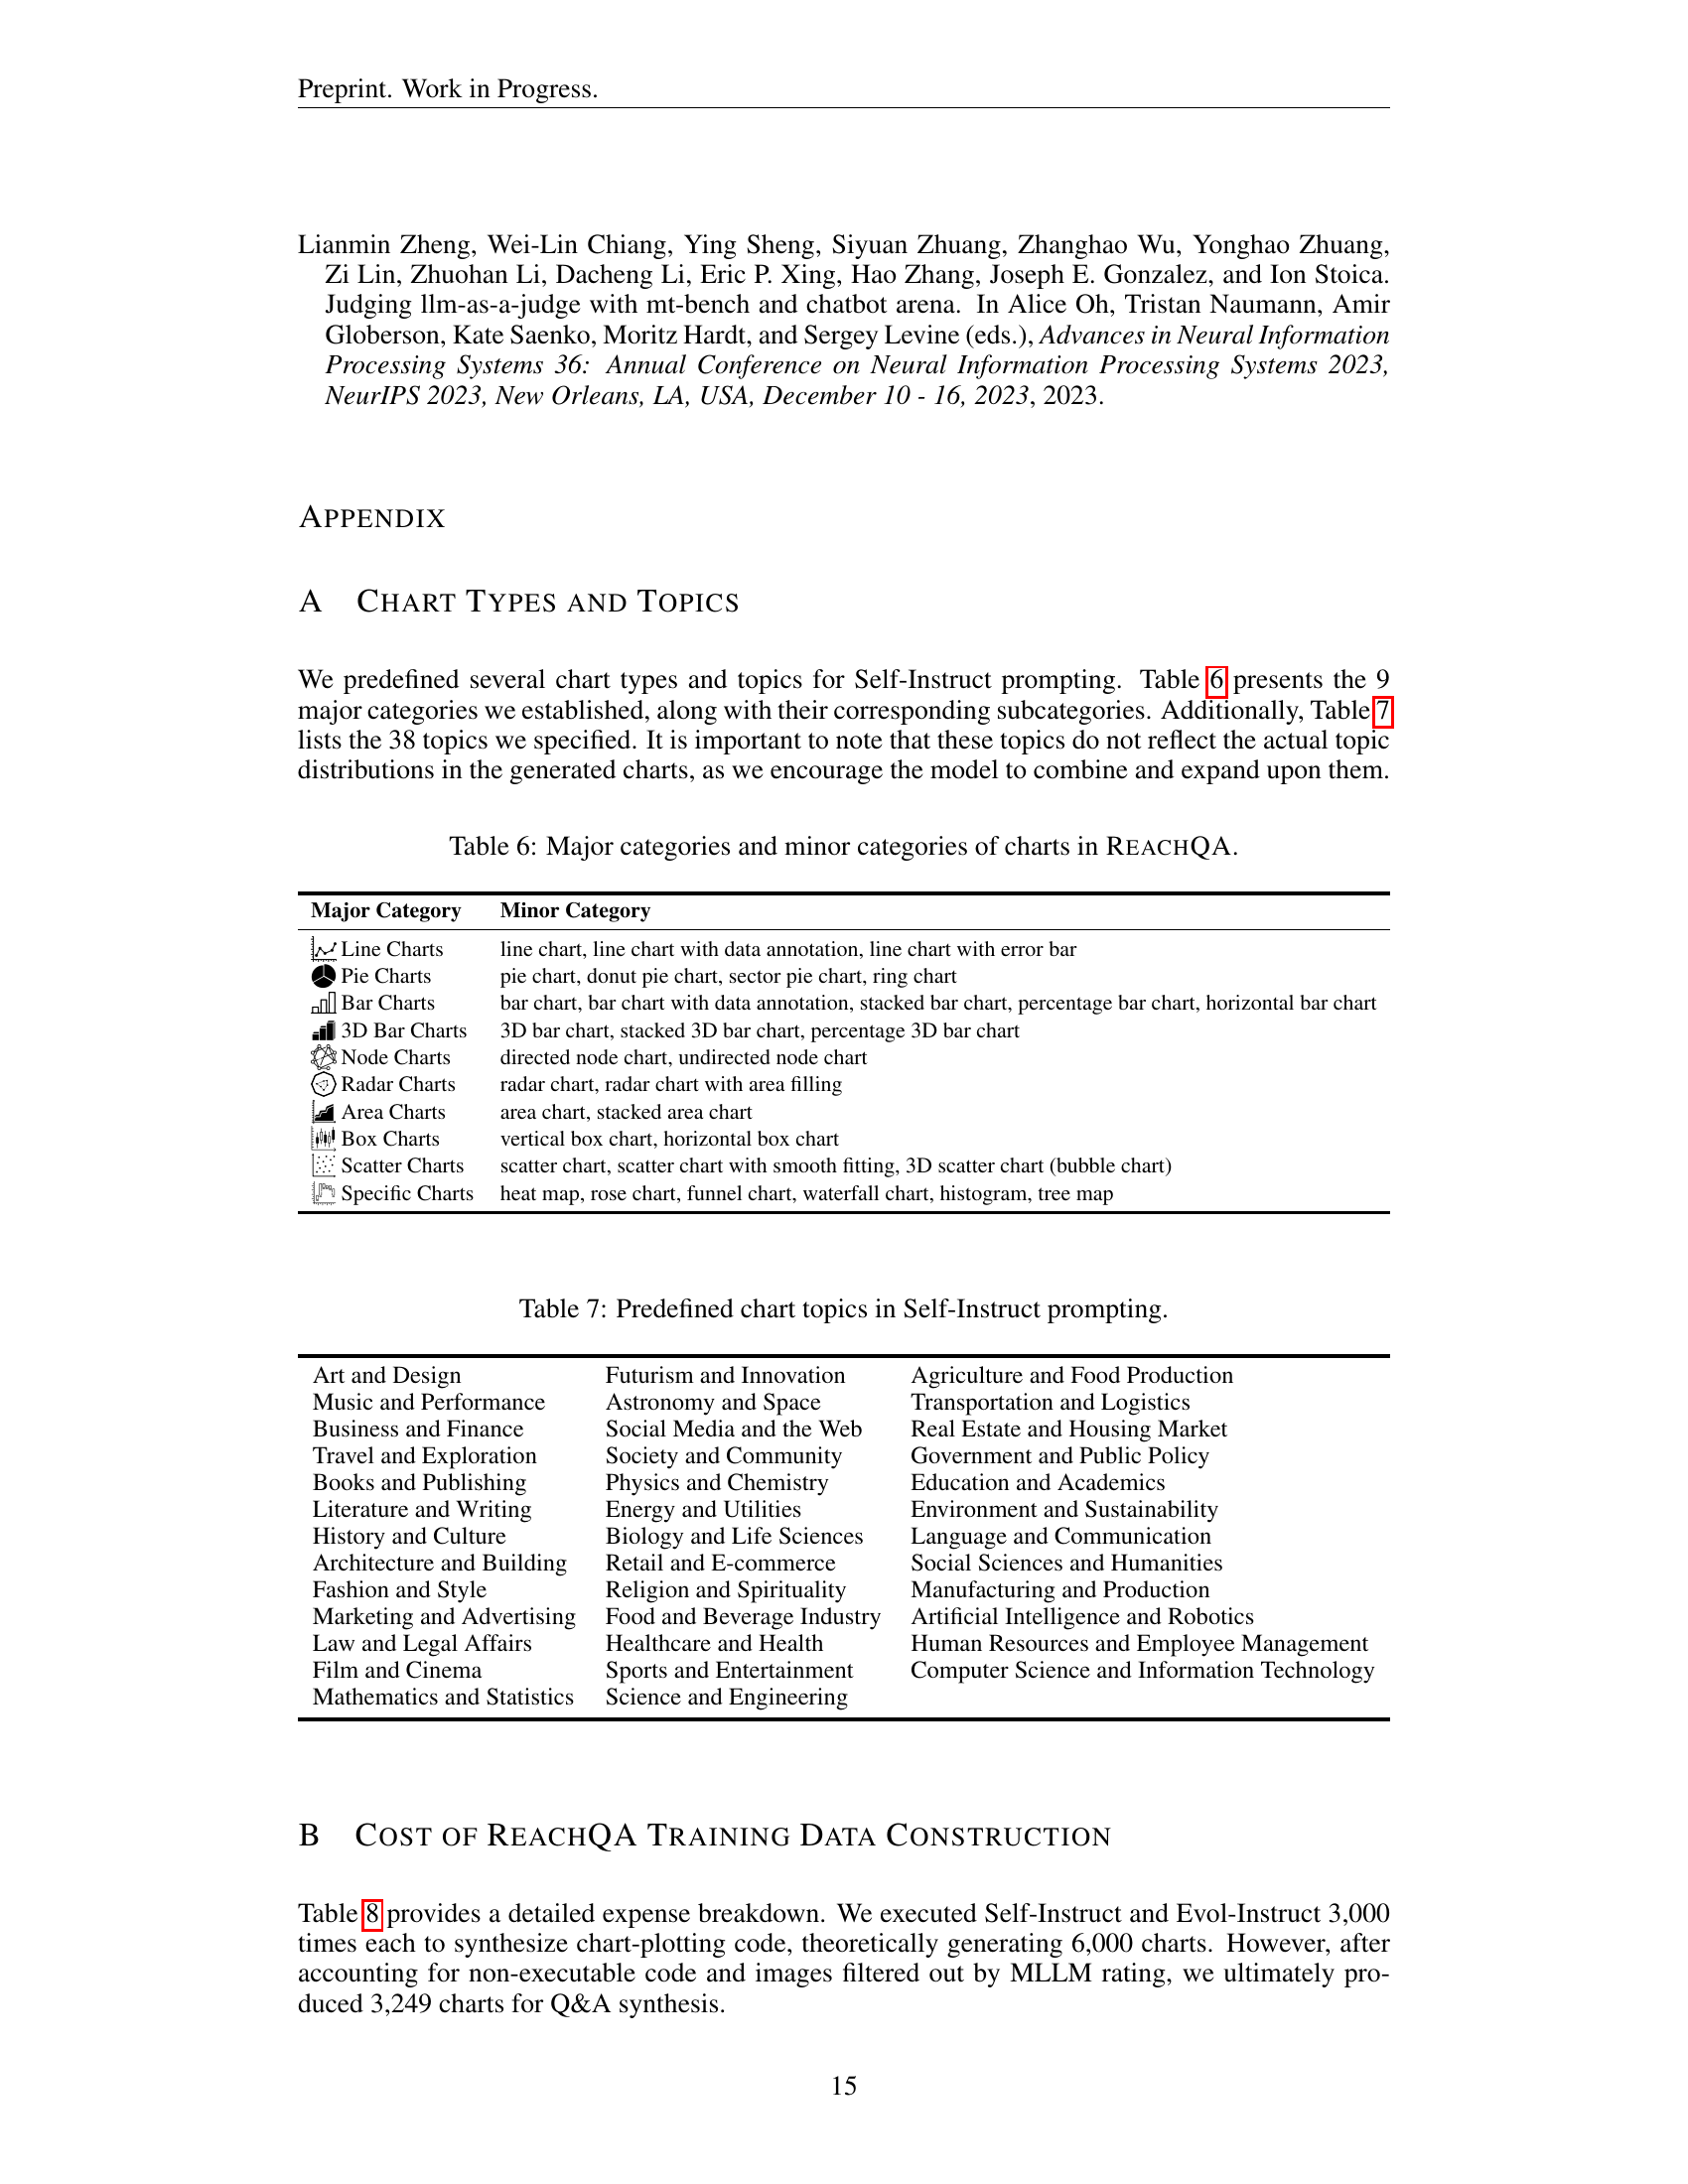 Preprint. Work in Progress.
Lianmin Zheng, Wei-Lin Chiang, Ying Sheng, Siyuan Zhuang, Zhanghao Wu, Yonghao Zhuang,
Zi Lin, Zhuohan Li, Dacheng Li, Eric P. Xing, Hao Zhang, Joseph E. Gonzalez, and Ion Stoica.
Judging llm-as-a-judge with mt-bench and chatbot arena. In Alice Oh, Tristan Naumann, Amir
Globerson, Kate Saenko, Moritz Hardt, and Sergey Levine (eds.), Advances in Neural Information
Processing Systems 36: Annual Conference on Neural Information Processing Systems 2023,
NeurIPS 2023, New Orleans, LA, USA, December 10 - 16, 2023, 2023.
APPENDIX
A CHART TYPES AND TOPICS
We predefined several chart types and topics for Self-Instruct prompting. Table 6 presents the 9
major categories we established, along with their corresponding subcategories. Additionally, Table 7
lists the 38 topics we specified. It is important to note that these topics do not reflect the actual topic
distributions in the generated charts, as we encourage the model to combine and expand upon them.
Table 6: Major categories and minor categories of charts in REACHQA.
Major Category Minor Category
Line Charts line chart, line chart with data annotation, line chart with error bar
Pie Charts pie chart, donut pie chart, sector pie chart, ring chart
Bar Charts bar chart, bar chart with data annotation, stacked bar chart, percentage bar chart, horizontal bar chart
3D Bar Charts 3D bar chart, stacked 3D bar chart, percentage 3D bar chart
Node Charts directed node chart, undirected node chart
Radar Charts radar chart, radar chart with area filling
Area Charts area chart, stacked area chart
Box Charts vertical box chart, horizontal box chart
Scatter Charts scatter chart, scatter chart with smooth fitting, 3D scatter chart (bubble chart)
Specific Charts heat map, rose chart, funnel chart, waterfall chart, histogram, tree map
Table 7: Predefined chart topics in Self-Instruct prompting.
Art and Design Futurism and Innovation Agriculture and Food Production
Music and Performance Astronomy and Space Transportation and Logistics
Business and Finance Social Media and the Web Real Estate and Housing Market
Travel and Exploration Society and Community Government and Public Policy
Books and Publishing Physics and Chemistry Education and Academics
Literature and Writing Energy and Utilities Environment and Sustainability
History and Culture Biology and Life Sciences Language and Communication
Architecture and Building Retail and E-commerce Social Sciences and Humanities
Fashion and Style Religion and Spirituality Manufacturing and Production
Marketing and Advertising Food and Beverage Industry Artificial Intelligence and Robotics
Law and Legal Affairs Healthcare and Health Human Resources and Employee Management
Film and Cinema Sports and Entertainment Computer Science and Information Technology
Mathematics and Statistics Science and Engineering
B COST OF REACHQA TRAINING DATA CONSTRUCTION
Table 8 provides a detailed expense breakdown. We executed Self-Instruct and Evol-Instruct 3,000
times each to synthesize chart-plotting code, theoretically generating 6,000 charts. However, after
accounting for non-executable code and images filtered out by MLLM rating, we ultimately pro-
duced 3,249 charts for Q&A synthesis.
15